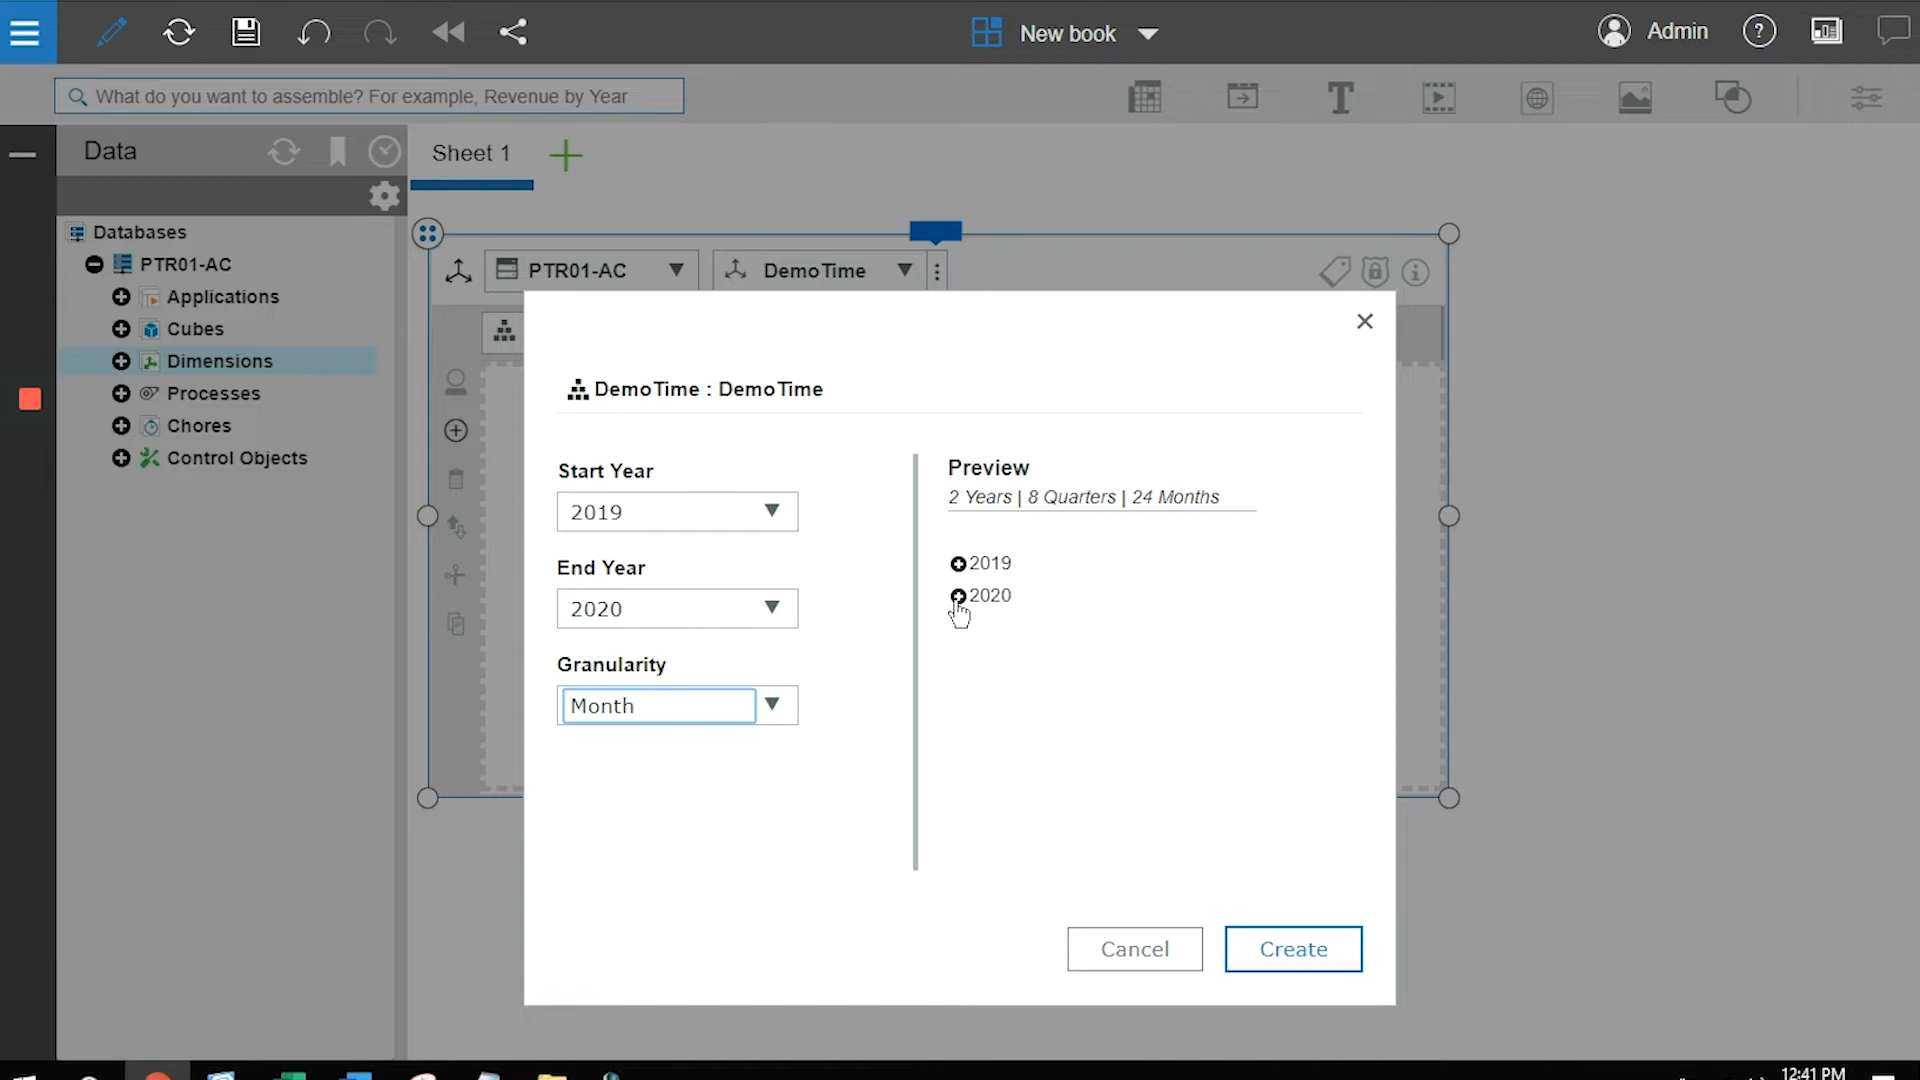 New book
Admin
What do you want to assemble? For example, Revenue by Year
T
Data
Sheet 1
Databases
PTR01-AC
Applications
Cubes
Dimensions
Processes
Chores
Control Objects
PTR01-AC
DemoTime
DemoTime : DemoTime
Start Year
2019
End Year
2020
Granularity
Month
Preview
2 Years | 8 Quarters | 24 Months
2019
2020
Cancel
Create
12:41 PM